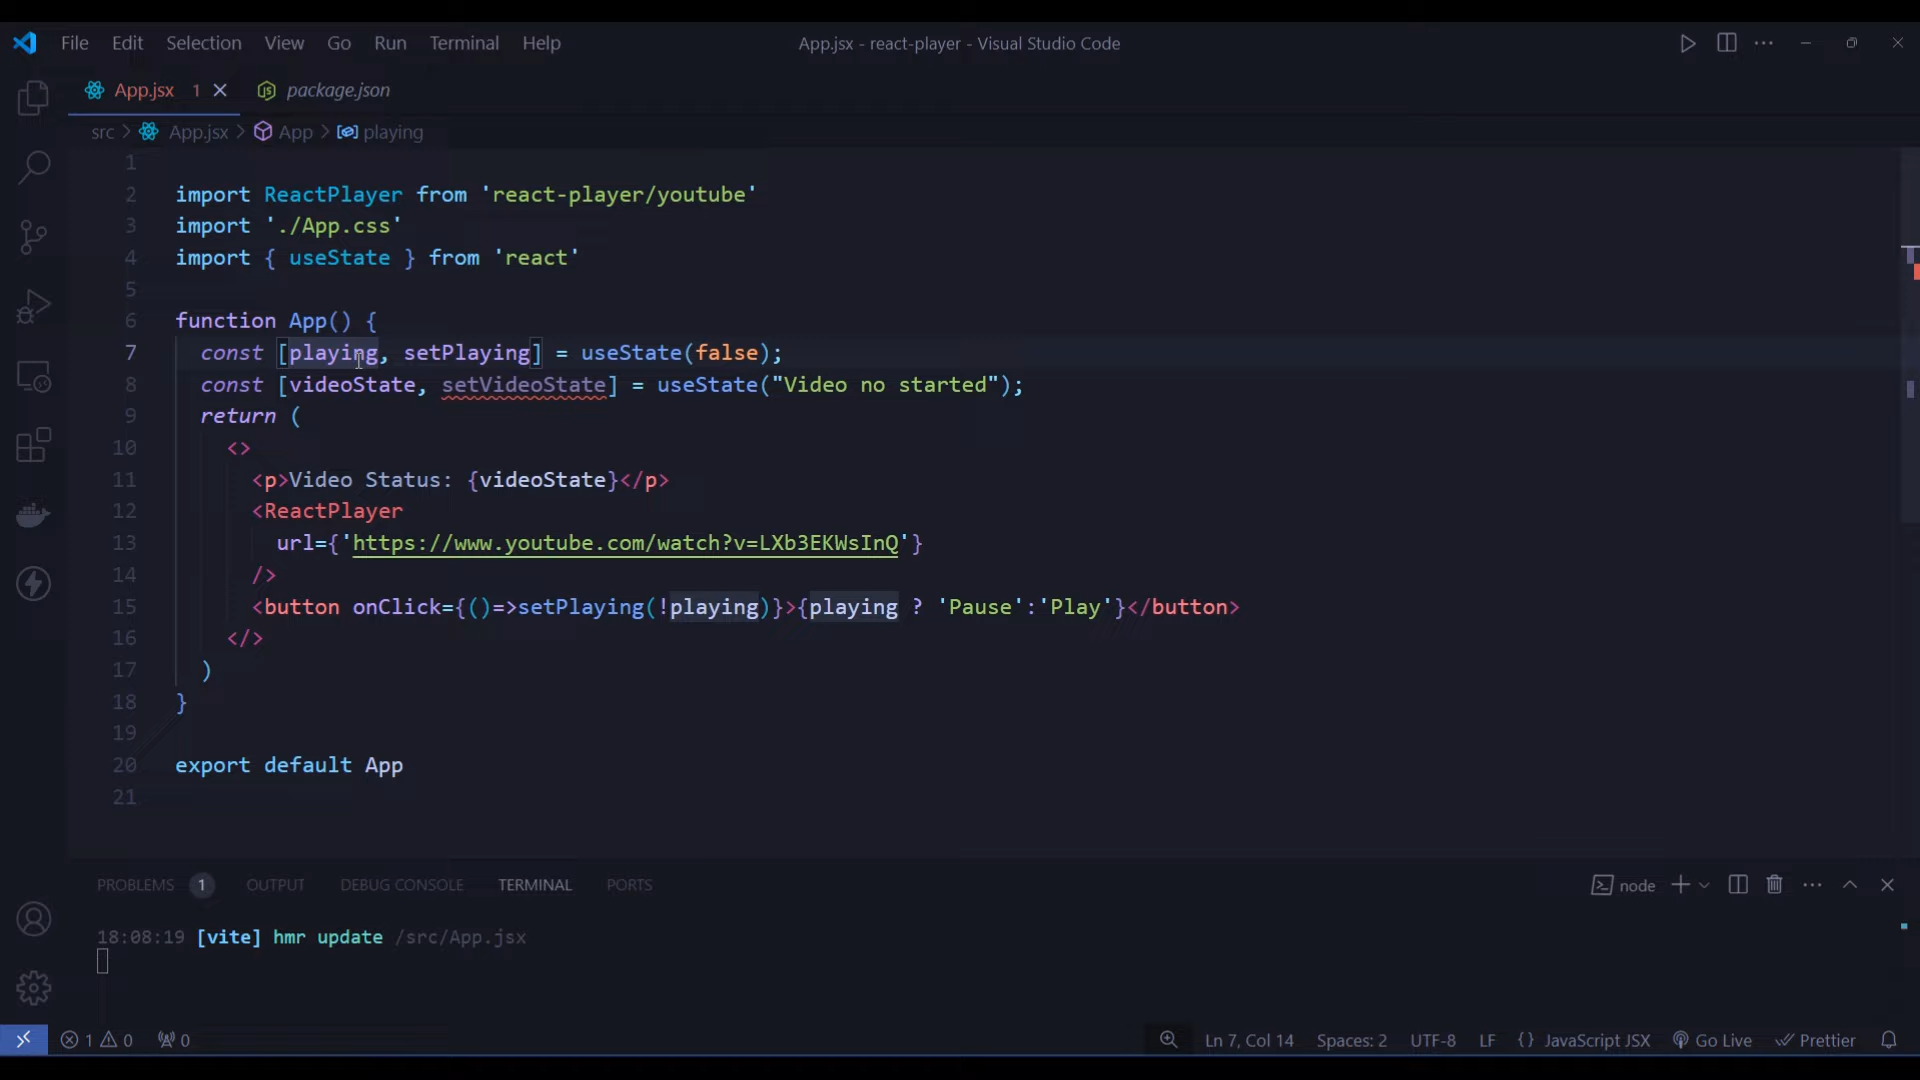 File Edit Selection View Go Run Terminal Help App.jsx - react-player - Visual Studio Code
App.jsx 1 package.json
src > App.jsx > App > playing
1
2 import ReactPlayer from 'react-player/youtube'
3 import './App.css'
4 import { useState } from 'react'
5
6 function App() {
7 const [playing, setPlaying] = useState(false);
8 const [videoState, setVideoState] = useState("Video no started");
9 return (
10 <>
11 <p>Video Status: {videoState}</p>
12 <ReactPlayer
13 url={'https://www.youtube.com/watch?v=LXb3EKWsInQ'}
14 />
15 <button onClick={()=>setPlaying(!playing)}>{playing ? 'Pause':'Play'}</button>
16 </>
17 )
18 }
19
20 export default App
21
PROBLEMS 1 OUTPUT DEBUG CONSOLE TERMINAL PORTS node
18:08:19 [vite] hmr update /src/App.jsx
1 0 0 Ln 7, Col 14 Spaces: 2 UTF-8 LF {} JavaScript JSX Go Live Prettier